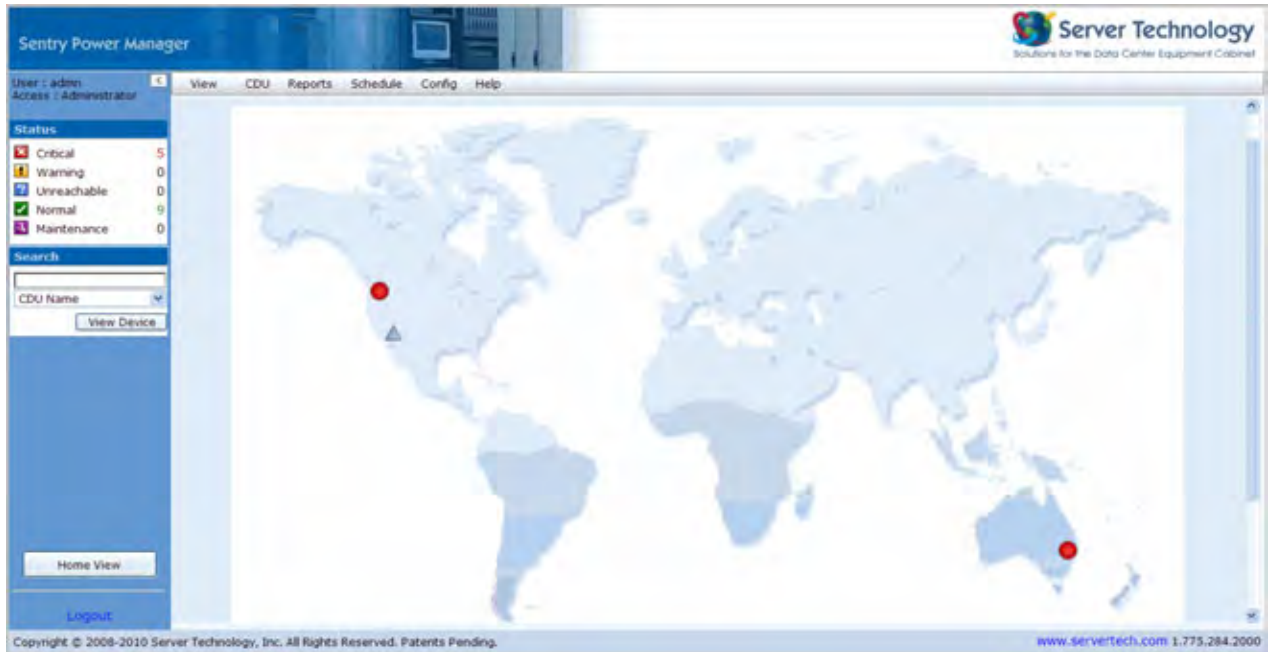 Sentry Power Manager
Server Technology
Solutions for the Data Center Equipment Cabinet
User : admn
Access : Administrator
View CDU Reports Schedule Config Help
Status
Critical 5
Warning 0
Unreachable 0
Normal 9
Maintenance 0
Search
CDU Name
View Device
Home View
Logout
Copyright © 2008-2010 Server Technology, Inc. All Rights Reserved. Patents Pending.
www.servertech.com 1.775.284.2000